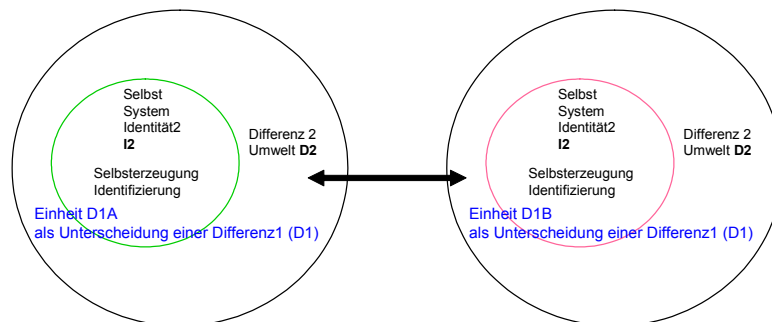 Selbst
System
Identität2
I2
Selbsterzeugung
Identifizierung
Differenz 2
Umwelt D2
Einheit D1A
als Unterscheidung einer Differenz1 (D1)
Selbst
System
Identität2
I2
Selbsterzeugung
Identifizierung
Differenz 2
Umwelt D2
Einheit D1B
als Unterscheidung einer Differenz1 (D1)